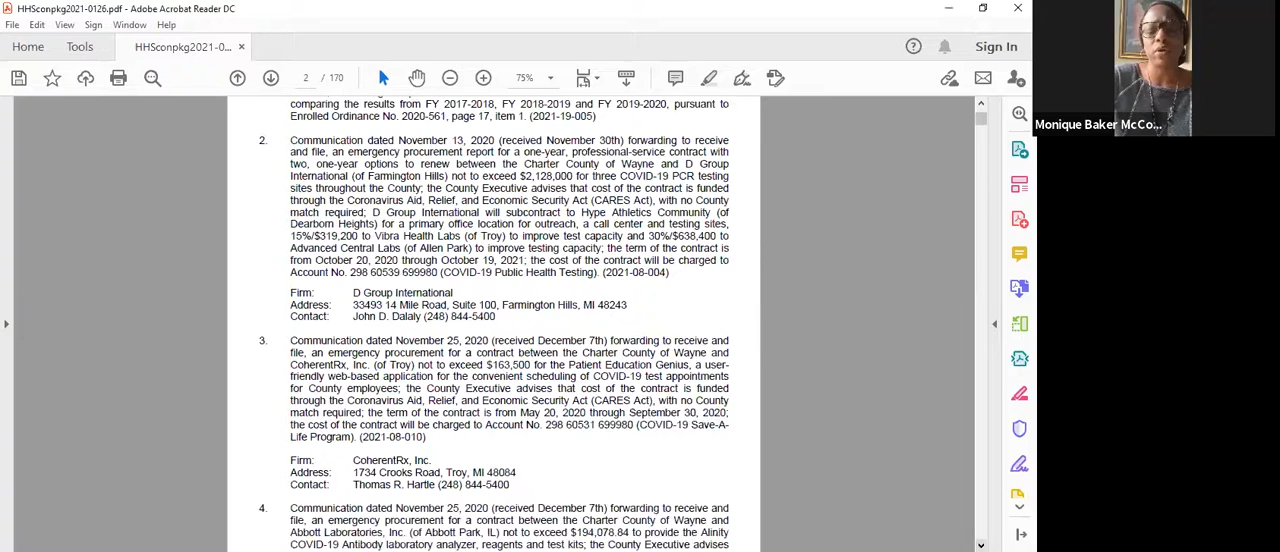 HHSconpkg2021-0126.pdf - Adobe Acrobat Reader DC
File Edit View Sign Window Help
Home Tools HHSconpkg2021-0... × Sign In
2 / 170 75%
comparing the results from FY 2017-2018, FY 2018-2019 and FY 2019-2020, pursuant to
Enrolled Ordinance No. 2020-561, page 17, item 1. (2021-19-005)
2. Communication dated November 13, 2020 (received November 30th) forwarding to receive
and file, an emergency procurement report for a one-year, professional-service contract with
two, one-year options to renew between the Charter County of Wayne and D Group
International (of Farmington Hills) not to exceed $2,128,000 for three COVID-19 PCR testing
sites throughout the County; the County Executive advises that cost of the contract is funded
through the Coronavirus Aid, Relief, and Economic Security Act (CARES Act), with no County
match required; D Group International will subcontract to Hype Athletics Community (of
Dearborn Heights) for a primary office location for outreach, a call center and testing sites,
15%/$319,200 to Vibra Health Labs (of Troy) to improve test capacity and 30%/$638,400 to
Advanced Central Labs (of Allen Park) to improve testing capacity; the term of the contract is
from October 20, 2020 through October 19, 2021; the cost of the contract will be charged to
Account No. 298 60539 699980 (COVID-19 Public Health Testing). (2021-08-004)
Firm: D Group International
Address: 33493 14 Mile Road, Suite 100, Farmington Hills, MI 48243
Contact: John D. Dalaly (248) 844-5400
3. Communication dated November 25, 2020 (received December 7th) forwarding to receive and
file, an emergency procurement for a contract between the Charter County of Wayne and
CoherentRx, Inc. (of Troy) not to exceed $163,500 for the Patient Education Genius, a user-
friendly web-based application for the convenient scheduling of COVID-19 test appointments
for County employees; the County Executive advises that cost of the contract is funded
through the Coronavirus Aid, Relief, and Economic Security Act (CARES Act), with no County
match required; the term of the contract is from May 20, 2020 through September 30, 2020;
the cost of the contract will be charged to Account No. 298 60531 699980 (COVID-19 Save-A-
Life Program). (2021-08-010)
Firm: CoherentRx, Inc.
Address: 1734 Crooks Road, Troy, MI 48084
Contact: Thomas R. Hartle (248) 844-5400
4. Communication dated November 25, 2020 (received December 7th) forwarding to receive and
file, an emergency procurement for a contract between the Charter County of Wayne and
Abbott Laboratories, Inc. (of Abbott Park, IL) not to exceed $194,078.84 to provide the Alinity
COVID-19 Antibody laboratory analyzer, reagents and test kits; the County Executive advises
Monique Baker McCo...